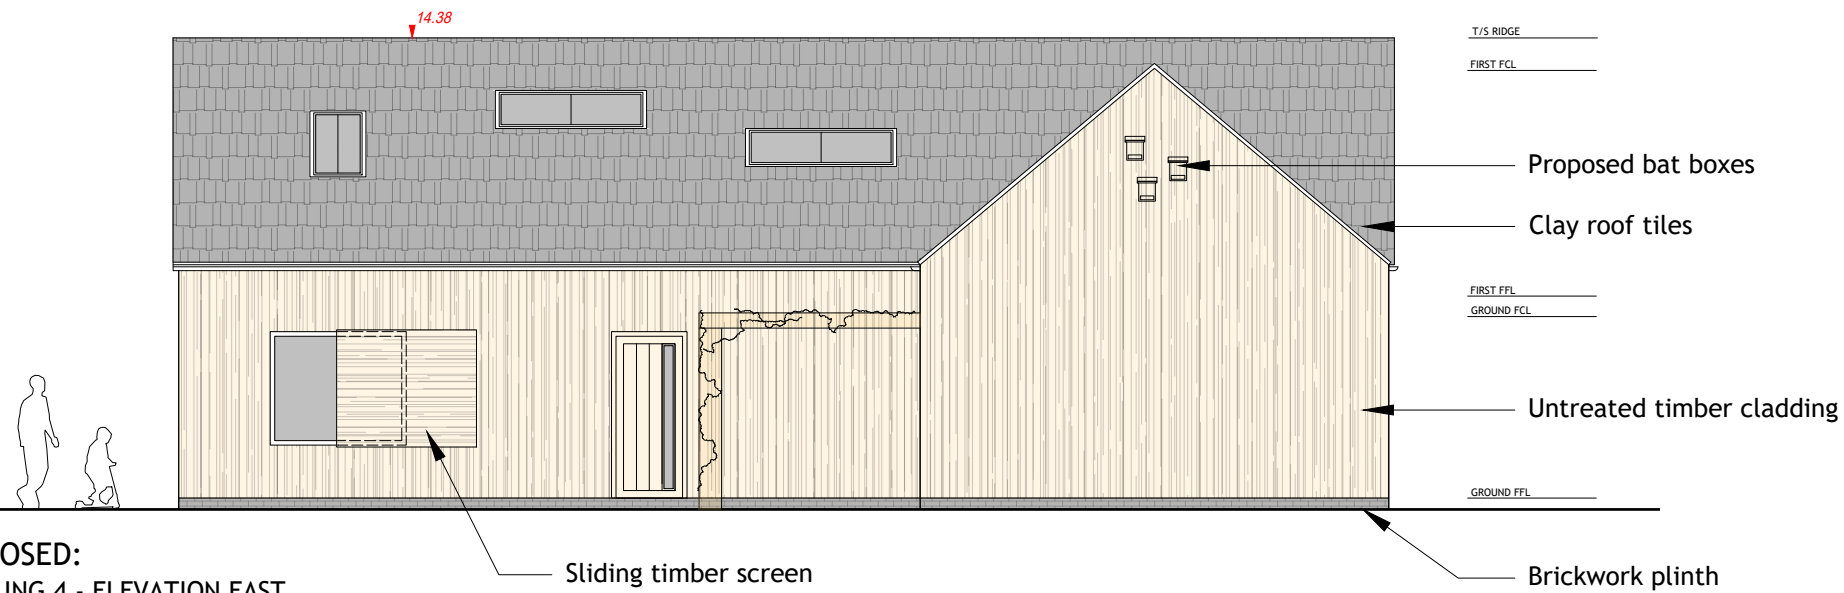 14.38
T/S RIDGE
FIRST FCL
Proposed bat boxes
Clay roof tiles
FIRST FFL
GROUND FCL
Untreated timber cladding
GROUND FFL
OSED:
Sliding timber screen
Brickwork plinth
4 - ELEVATION EAST